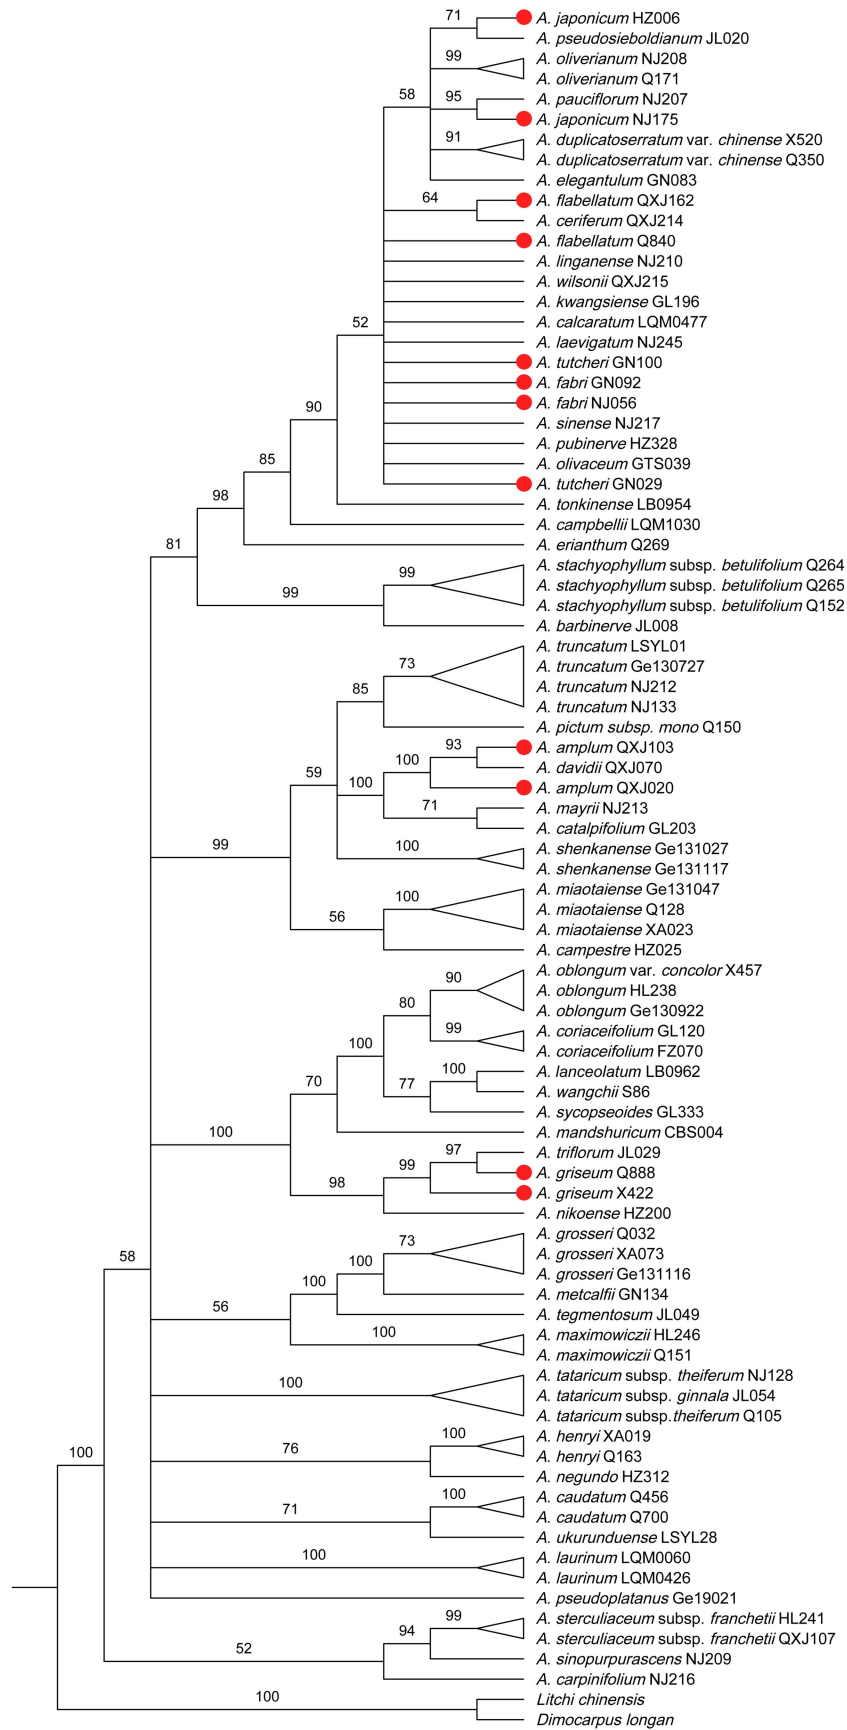 71
A. japonicum HZ006
A. pseudosieboldianum JL020
99
A. oliverianum NJ208
A. oliverianum Q171
58
95
A. pauciflorum NJ207
A. japonicum NJ175
91
A. duplicatoserratum var. chinense X520
A. duplicatoserratum var. chinense Q350
A. elegantulum GN083
64
A. flabellatum QXJ162
A. ceriferum QXJ214
A. flabellatum Q840
A. linganense NJ210
A. wilsonii QXJ215
A. kwangsiense GL196
52
A. calcaratum LQM0477
A. laevigatum NJ245
A. tutcheri GN100
A. fabri GN092
A. fabri NJ056
90
A. sinense NJ217
A. pubinerve HZ328
85
A. olivaceum GTS039
A. tutcheri GN029
98
A. tonkinense LB0954
A. campbellii LQM1030
81
A. erianthum Q269
A. stachyophyllum subsp. betulifolium Q264
99
A. stachyophyllum subsp. betulifolium Q265
99
A. stachyophyllum subsp. betulifolium Q152
A. barbinerve JL008
A. truncatum LSYL01
73
A. truncatum Ge130727
A. truncatum NJ212
85
A. truncatum NJ133
A. pictum subsp. mono Q150
93
A. amplum QXJ103
100
A. davidii QXJ070
59
100
A. amplum QXJ020
71
A. mayrii NJ213
A. catalpifolium GL203
99
100
A. shenkanense Ge131027
A. shenkanense Ge131117
100
A. miaotaiense Ge131047
A. miaotaiense Q128
56
A. miaotaiense XA023
A. campestre HZ025
90
A. oblongum var. concolor X457
A. oblongum HL238
80
A. oblongum Ge130922
99
A. coriaceifolium GL120
100
A. coriaceifolium FZ070
100
A. lanceolatum LB0962
70
77
A. wangchii S86
A. sycopseoides GL333
100
A. mandshuricum CBS004
97
A. triflorum JL029
99
A. griseum Q888
98
A. griseum X422
A. nikoense HZ200
73
A. grosseri Q032
58
100
A. grosseri XA073
A. grosseri Ge131116
100
A. metcalfii GN134
56
A. tegmentosum JL049
100
A. maximowiczii HL246
A. maximowiczii Q151
100
A. tataricum subsp. theiferum NJ128
A. tataricum subsp. ginnala JL054
A. tataricum subsp.theiferum Q105
100
76
100
A. henryi XA019
A. henryi Q163
A. negundo HZ312
71
100
A. caudatum Q456
A. caudatum Q700
A. ukurunduense LSYL28
100
A. laurinum LQM0060
A. laurinum LQM0426
A. pseudoplatanus Ge19021
99
A. sterculiaceum subsp. franchetii HL241
94
A. sterculiaceum subsp. franchetii QXJ107
52
A. sinopurpurascens NJ209
A. carpinifolium NJ216
100
Litchi chinensis
Dimocarpus longan